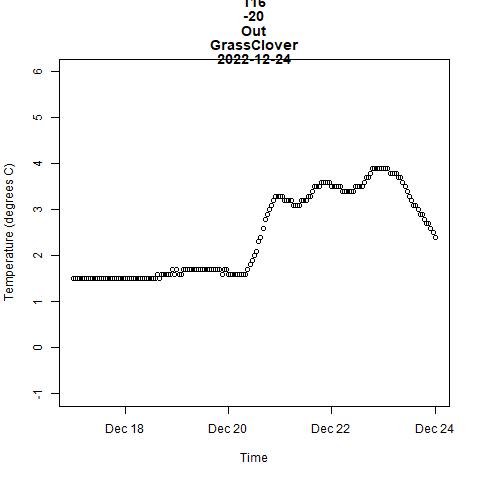 T16
-20
Out
GrassClover
2022-12-24
Temperature (degrees C)
6
5
4
3
2
1
0
-1
Dec 18
Dec 20
Dec 22
Dec 24
Time